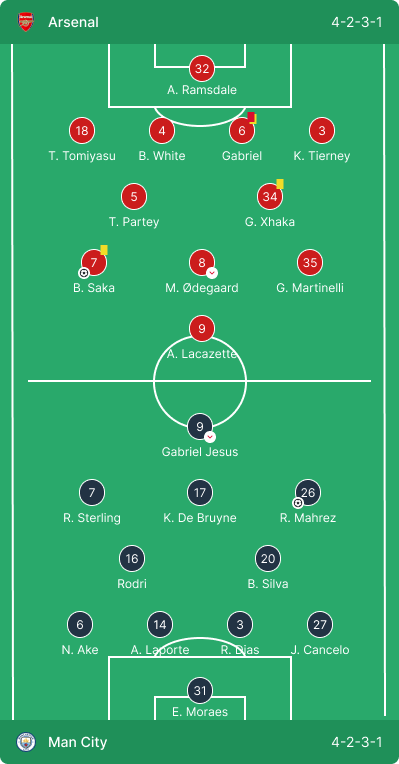 Arsenal 4-2-3-1
32
A. Ramsdale
18 4 6 3
T. Tomiyasu B. White Gabriel K. Tierney
5 34
T. Partey G. Xhaka
7 8 35
B. Saka M. Ødegaard G. Martinelli
9
A. Lacazette
9
Gabriel Jesus
7 17 26
R. Sterling K. De Bruyne R. Mahrez
16 20
Rodri B. Silva
6 14 3 27
N. Ake A. Laporte R. Dias J. Cancelo
31
E. Moraes
Man City 4-2-3-1